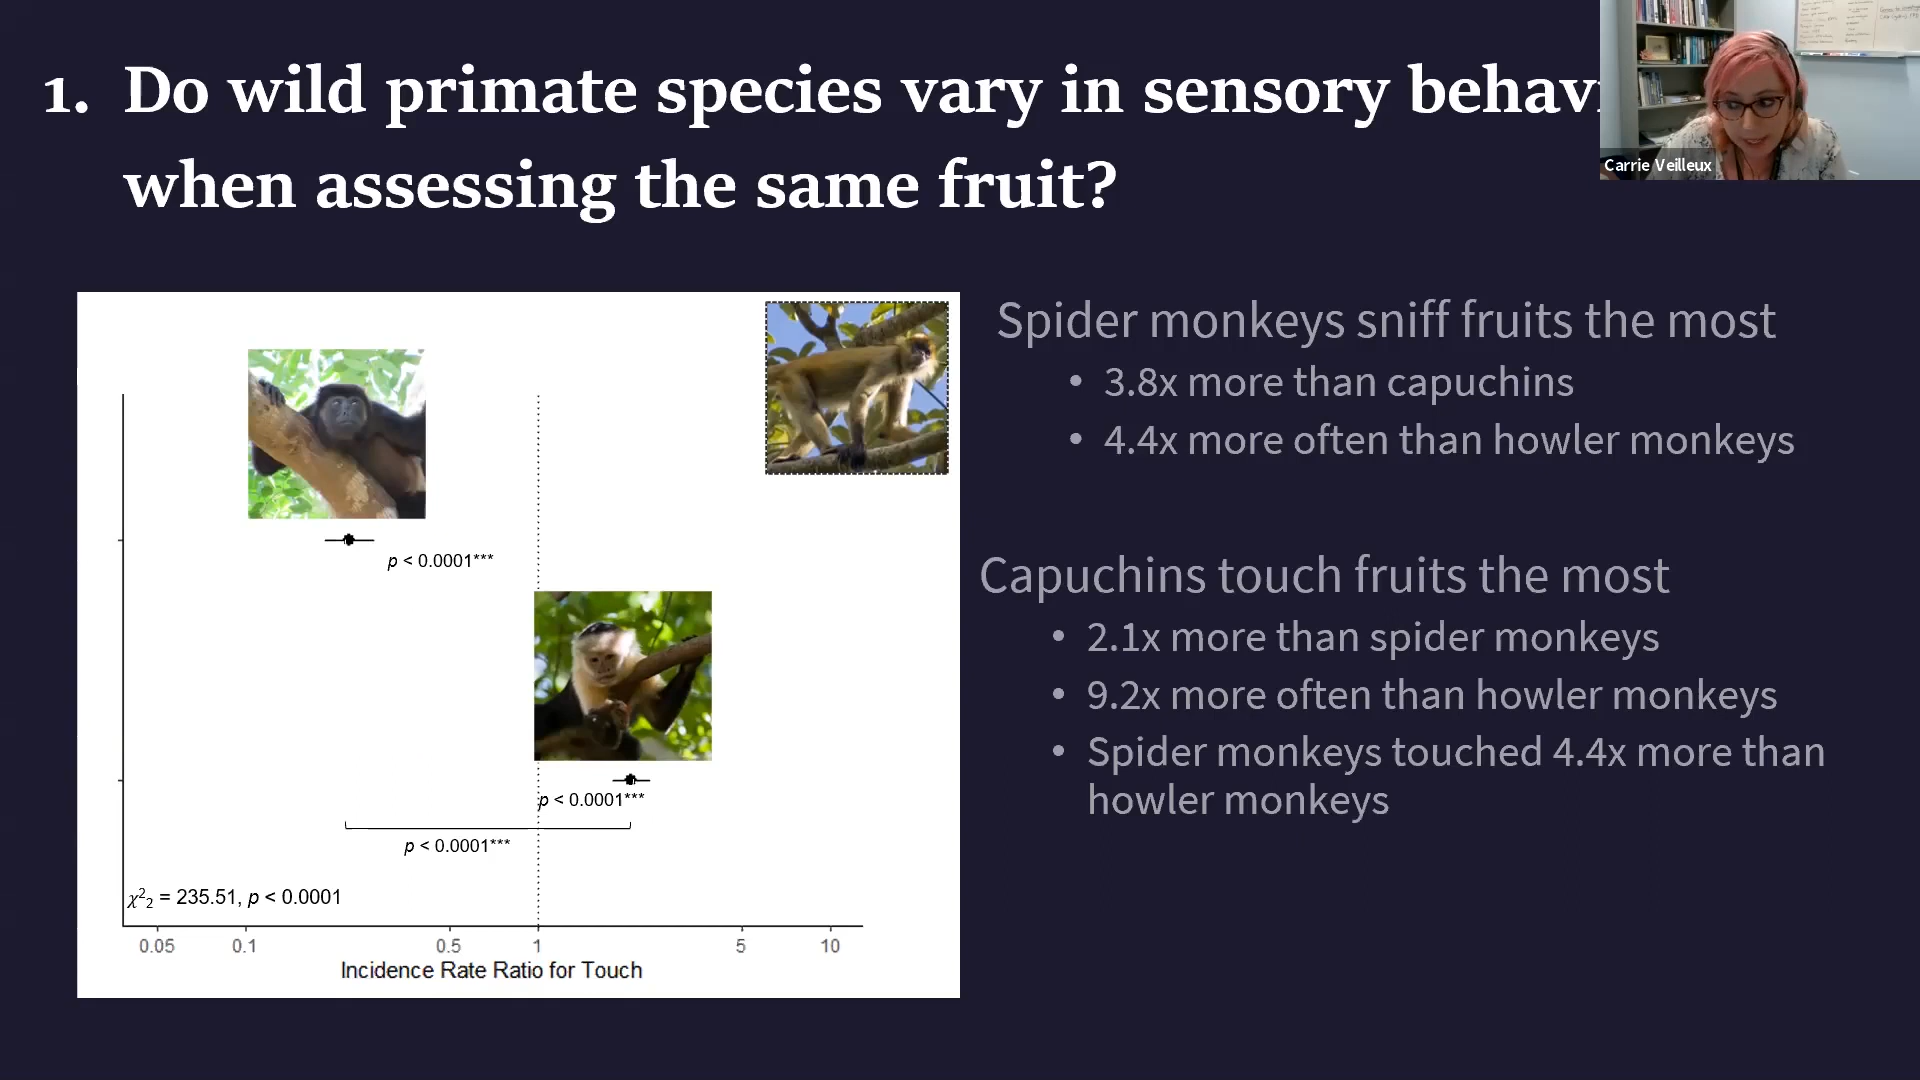 1. Do wild primate species vary in sensory
when assessing the same fruit?
Carrie Veilleux
Spider monkeys sniff fruits the most
• 3.8x more than capuchins
• 4.4x more often than howler monkeys
Capuchins touch fruits the most
• 2.1x more than spider monkeys
• 9.2x more often than howler monkeys
• Spider monkeys touched 4.4x more than
howler monkeys
p < 0.0001***
p < 0.0001***
p < 0.0001***
χ²₂ = 235.51, p < 0.0001
0.05 0.1 0.5 1 5 10
Incidence Rate Ratio for Touch